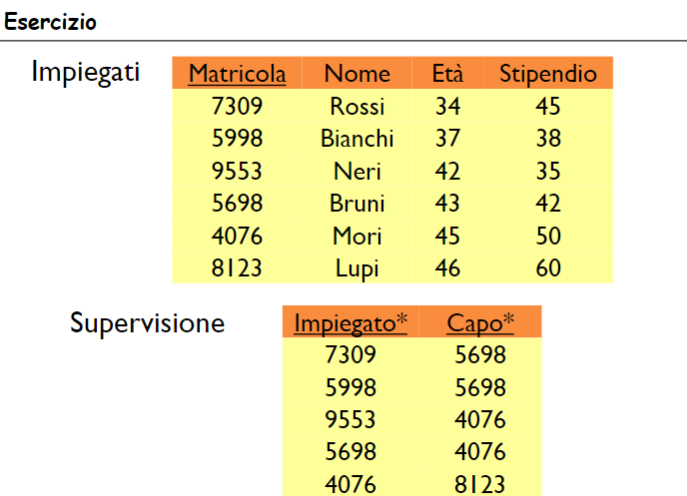 Esercizio
Impiegati
Matricola Nome Età Stipendio
7309 Rossi 34 45
5998 Bianchi 37 38
9553 Neri 42 35
5698 Bruni 43 42
4076 Mori 45 50
8123 Lupi 46 60
Supervisione
Impiegato* Capo*
7309 5698
5998 5698
9553 4076
5698 4076
4076 8123